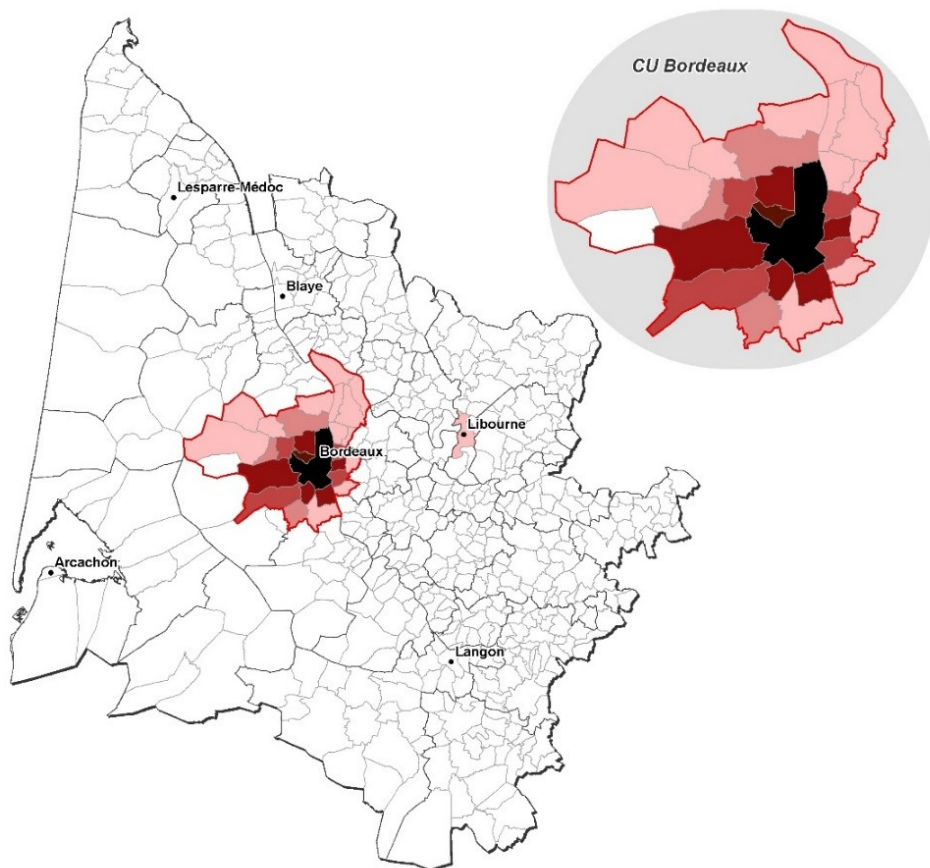 CU Bordeaux
Lesparre-Médoc
Blaye
Libourne
Bordeaux
Arcachon
Langon